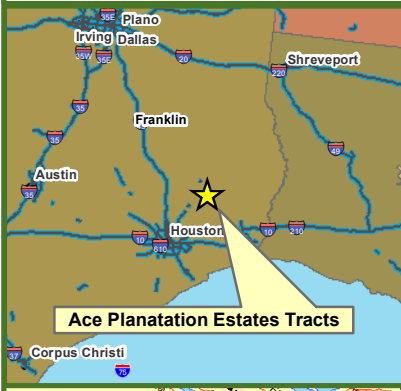 35E
Plano
Irving Dallas
35W
35E
20
Shreveport
220
35
Franklin
35
49
Austin
35
Houston
10
610
10
210
Ace Planatation Estates Tracts
37
Corpus Christi
75